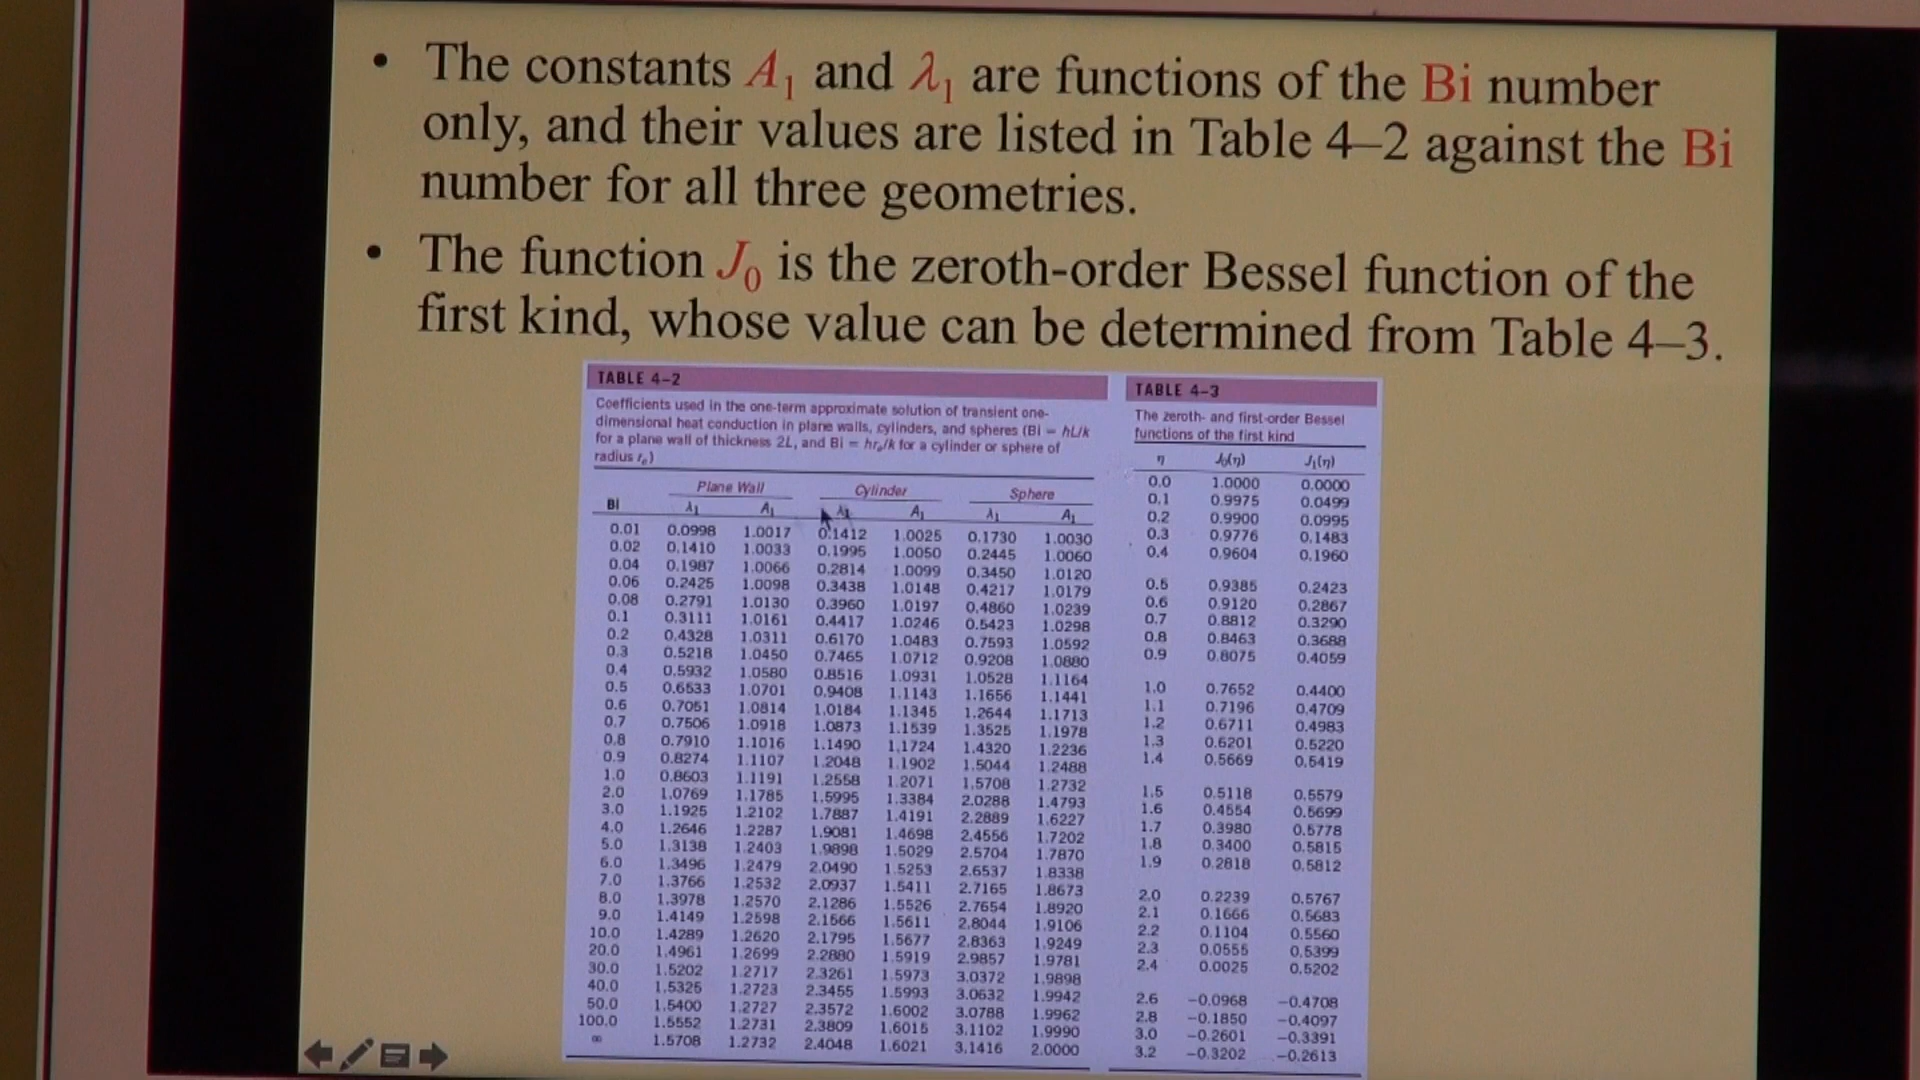 • The constants A₁ and λ₁ are functions of the Bi number
only, and their values are listed in Table 4–2 against the Bi
number for all three geometries.
• The function J₀ is the zeroth-order Bessel function of the
first kind, whose value can be determined from Table 4–3.
TABLE 4–2
Coefficients used in the one-term approximate solution of transient one-
dimensional heat conduction in plane walls, cylinders, and spheres (Bi = hL/k
for a plane wall of thickness 2L, and Bi = hrₒ/k for a cylinder or sphere of
radius rₒ)
Plane Wall Cylinder Sphere
Bi λ₁ A₁ λ₁ A₁ λ₁ A₁
0.01 0.0998 1.0017 0.1412 1.0025 0.1730 1.0030
0.02 0.1410 1.0033 0.1995 1.0050 0.2445 1.0060
0.04 0.1987 1.0066 0.2814 1.0099 0.3450 1.0120
0.06 0.2425 1.0098 0.3438 1.0148 0.4217 1.0179
0.08 0.2791 1.0130 0.3960 1.0197 0.4860 1.0239
0.1 0.3111 1.0161 0.4417 1.0246 0.5423 1.0298
0.2 0.4328 1.0311 0.6170 1.0483 0.7593 1.0592
0.3 0.5218 1.0450 0.7465 1.0712 0.9208 1.0880
0.4 0.5932 1.0580 0.8516 1.0931 1.0528 1.1164
0.5 0.6533 1.0701 0.9408 1.1143 1.1656 1.1441
0.6 0.7051 1.0814 1.0184 1.1345 1.2644 1.1713
0.7 0.7506 1.0918 1.0873 1.1539 1.3525 1.1978
0.8 0.7910 1.1016 1.1490 1.1724 1.4320 1.2236
0.9 0.8274 1.1107 1.2048 1.1902 1.5044 1.2488
1.0 0.8603 1.1191 1.2558 1.2071 1.5708 1.2732
2.0 1.0769 1.1785 1.5995 1.3384 2.0288 1.4793
3.0 1.1925 1.2102 1.7887 1.4191 2.2889 1.6227
4.0 1.2646 1.2287 1.9081 1.4698 2.4556 1.7202
5.0 1.3138 1.2403 1.9898 1.5029 2.5704 1.7870
6.0 1.3496 1.2479 2.0490 1.5253 2.6537 1.8338
7.0 1.3766 1.2532 2.0937 1.5411 2.7165 1.8673
8.0 1.3978 1.2570 2.1286 1.5526 2.7654 1.8920
9.0 1.4149 1.2598 2.1566 1.5611 2.8044 1.9106
10.0 1.4289 1.2620 2.1795 1.5677 2.8363 1.9249
20.0 1.4961 1.2699 2.2880 1.5919 2.9857 1.9781
30.0 1.5202 1.2717 2.3261 1.5973 3.0372 1.9898
40.0 1.5325 1.2723 2.3455 1.5993 3.0632 1.9942
50.0 1.5400 1.2727 2.3572 1.6002 3.0788 1.9962
100.0 1.5552 1.2731 2.3809 1.6015 3.1102 1.9990
∞ 1.5708 1.2732 2.4048 1.6021 3.1416 2.0000
TABLE 4–3
The zeroth- and first-order Bessel
functions of the first kind
η J₀(η) J₁(η)
0.0 1.0000 0.0000
0.1 0.9975 0.0499
0.2 0.9900 0.0995
0.3 0.9776 0.1483
0.4 0.9604 0.1960
0.5 0.9385 0.2423
0.6 0.9120 0.2867
0.7 0.8812 0.3290
0.8 0.8463 0.3688
0.9 0.8075 0.4059
1.0 0.7652 0.4400
1.1 0.7196 0.4709
1.2 0.6711 0.4983
1.3 0.6201 0.5220
1.4 0.5669 0.5419
1.5 0.5118 0.5579
1.6 0.4554 0.5699
1.7 0.3980 0.5778
1.8 0.3400 0.5815
1.9 0.2818 0.5812
2.0 0.2239 0.5767
2.1 0.1666 0.5683
2.2 0.1104 0.5560
2.3 0.0555 0.5399
2.4 0.0025 0.5202
2.6 −0.0968 −0.4708
2.8 −0.1850 −0.4097
3.0 −0.2601 −0.3391
3.2 −0.3202 −0.2613